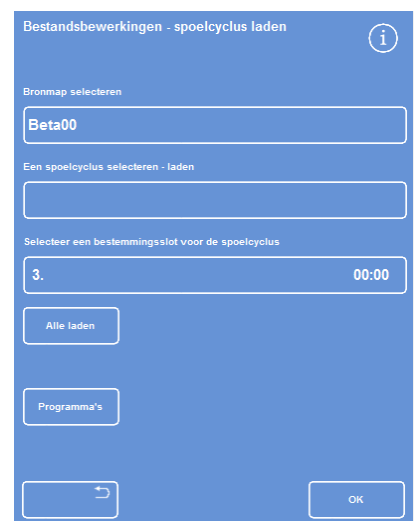 Bestandsbewerkingen - spoelcyclus laden
i
Bronmap selecteren
Beta00
Een spoelcyclus selecteren - laden
Selecteer een bestemmingsslot voor de spoelcyclus
3. 00:00
Alle laden
Programma's
OK